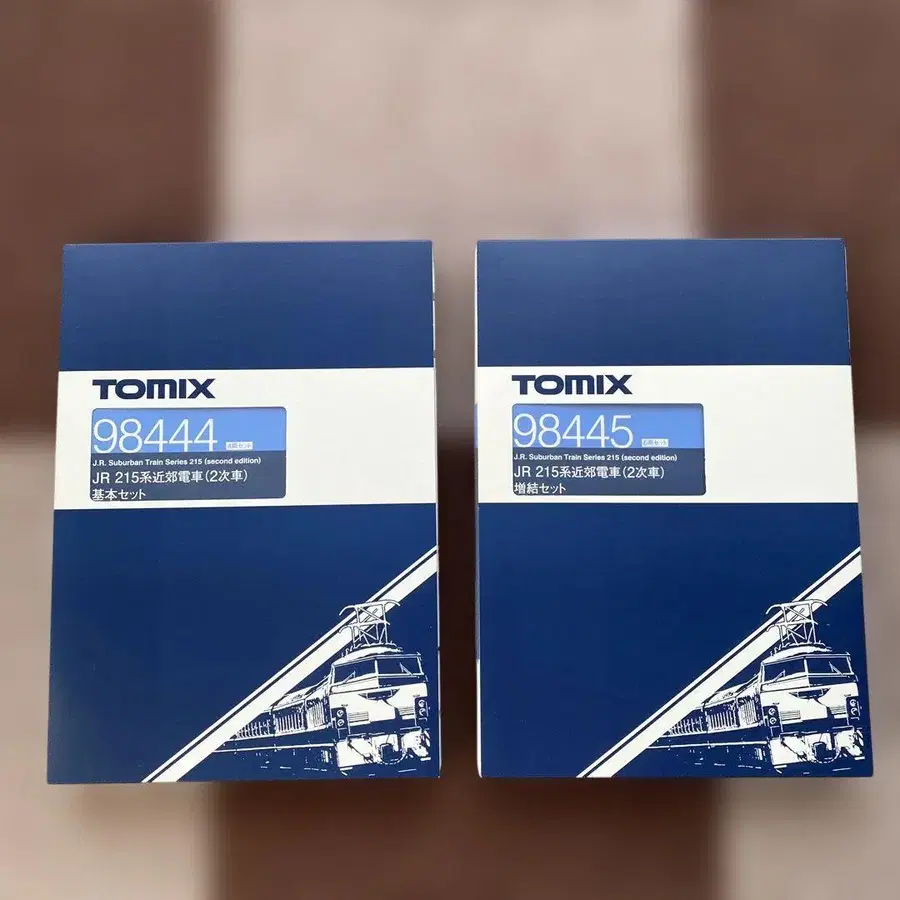 TOMIX
98444 4両セット
J.R. Suburban Train Series 215 (second edition)
JR 215系近郊電車(2次車)
基本セット
TOMIX
98445 6両セット
J.R. Suburban Train Series 215 (second edition)
JR 215系近郊電車(2次車)
増結セット